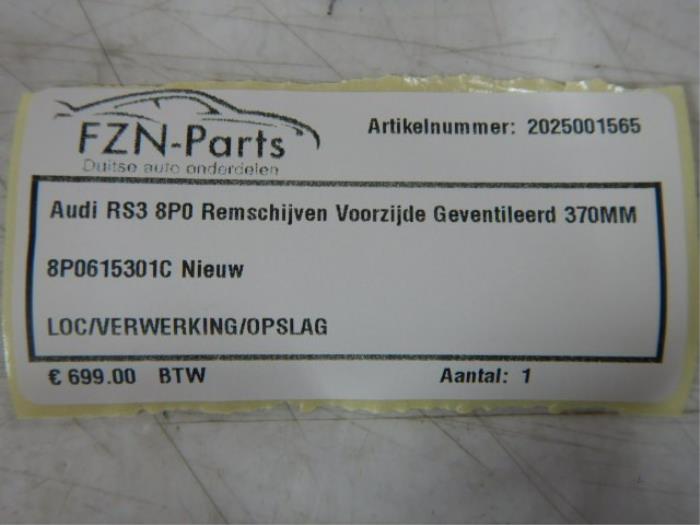 FZN-Parts
Duitse auto onderdelen
Artikelnummer: 2025001565
Audi RS3 8P0 Remschijven Voorzijde Geventileerd 370MM
8P0615301C Nieuw
LOC/VERWERKING/OPSLAG
€ 699.00 BTW
Aantal: 1